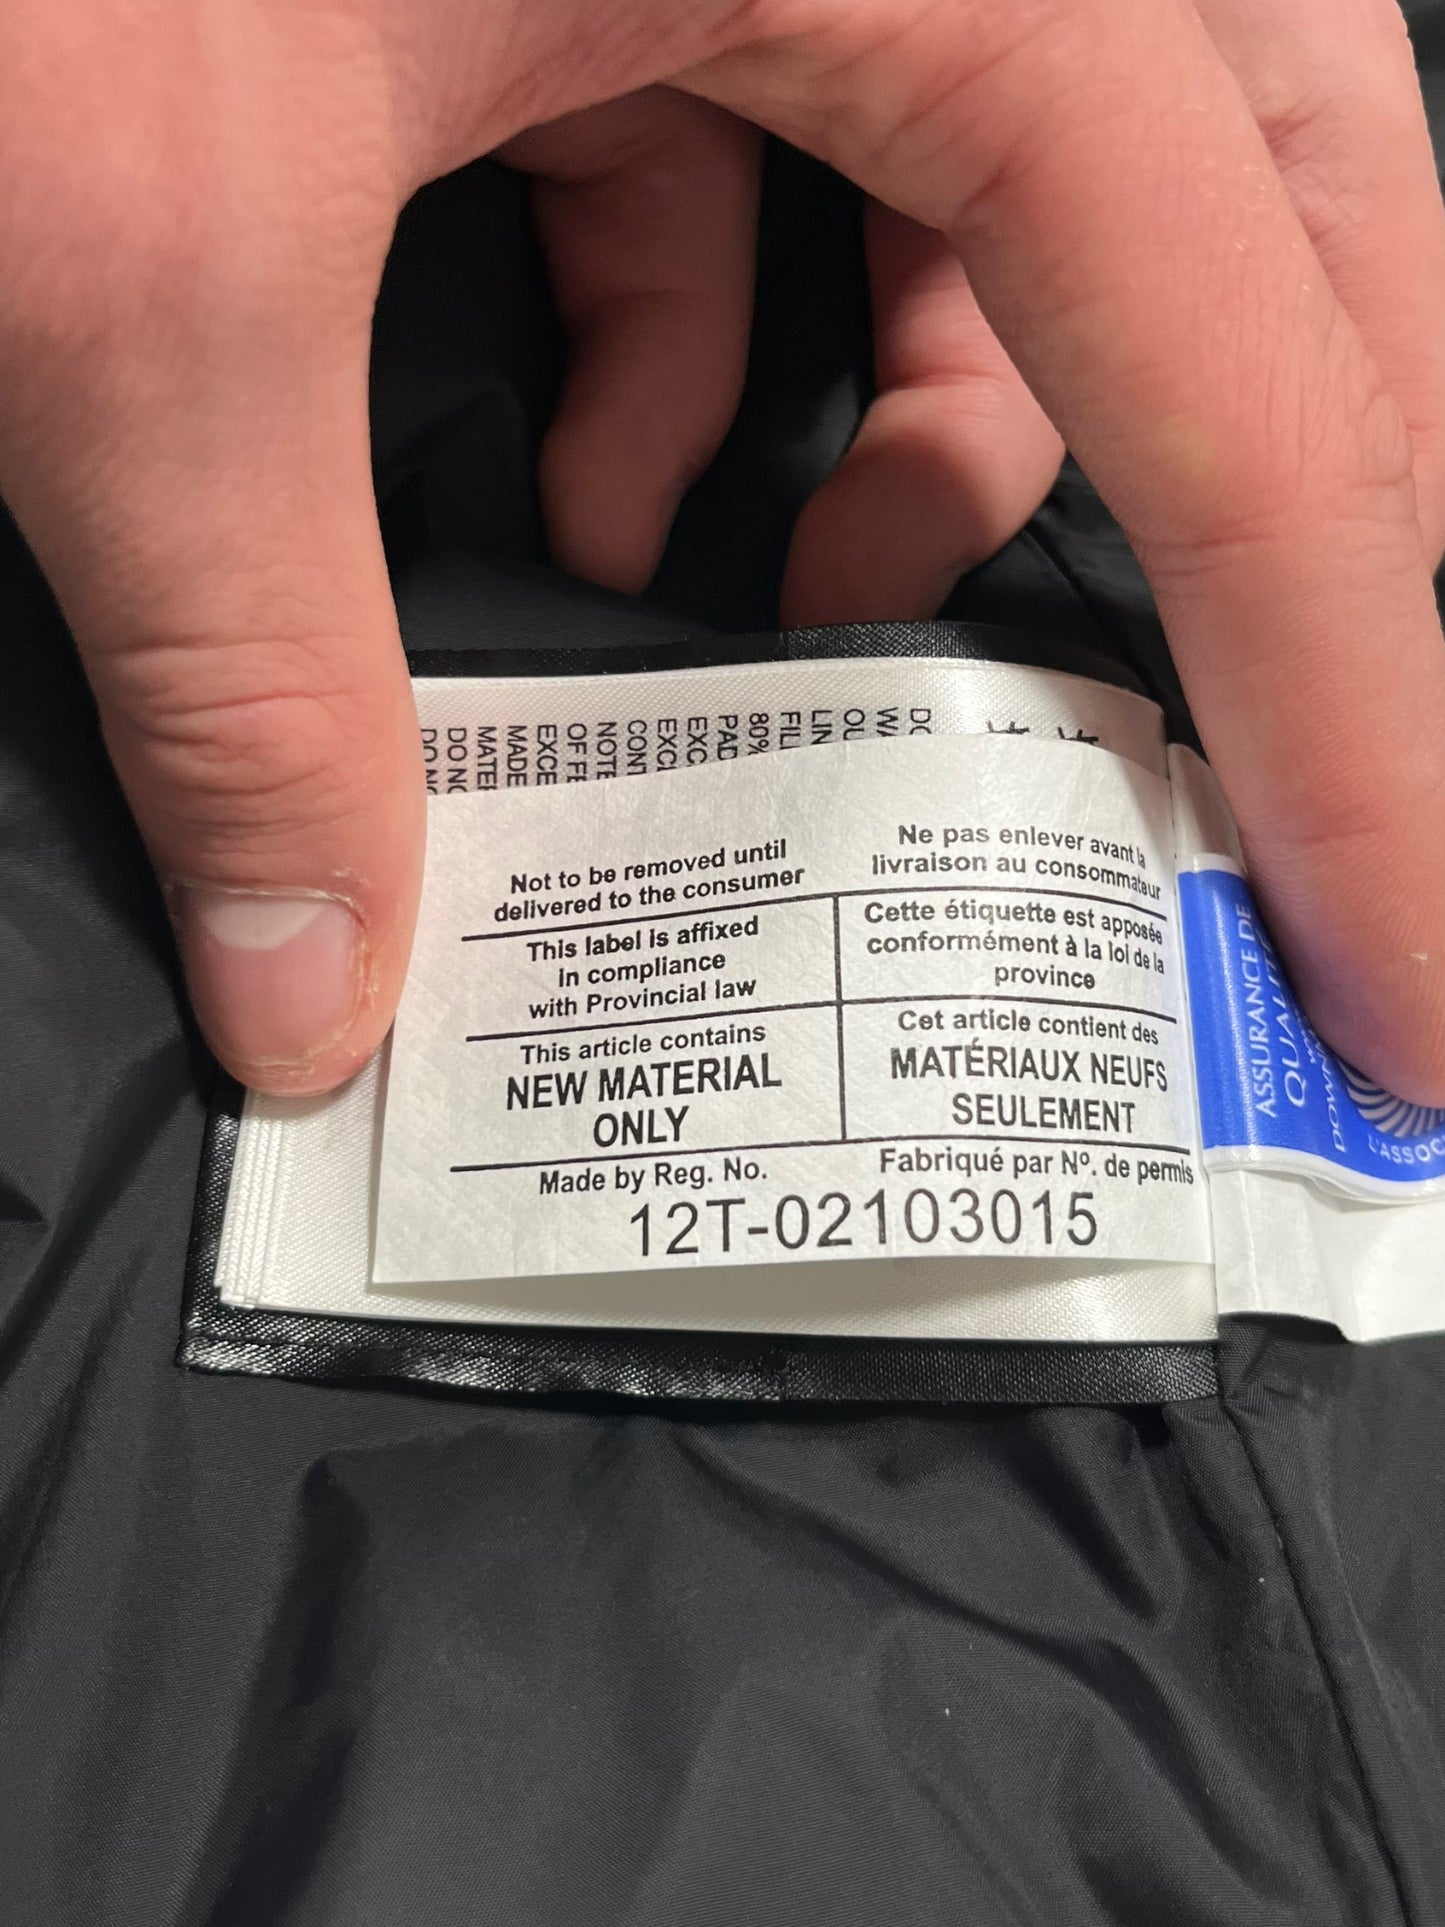 80%
Not to be removed until
delivered to the consumer
This label is affixed
in compliance
with Provincial law
This article contains
NEW MATERIAL
ONLY
Made by Reg. No.
Ne pas enlever avant la
livraison au consommateur
Cette étiquette est apposée
conformément à la loi de la
province
Cet article contient des
MATÉRIAUX NEUFS
SEULEMENT
Fabriqué par Nº. de permis
12T-02103015
ASSURANCE DE